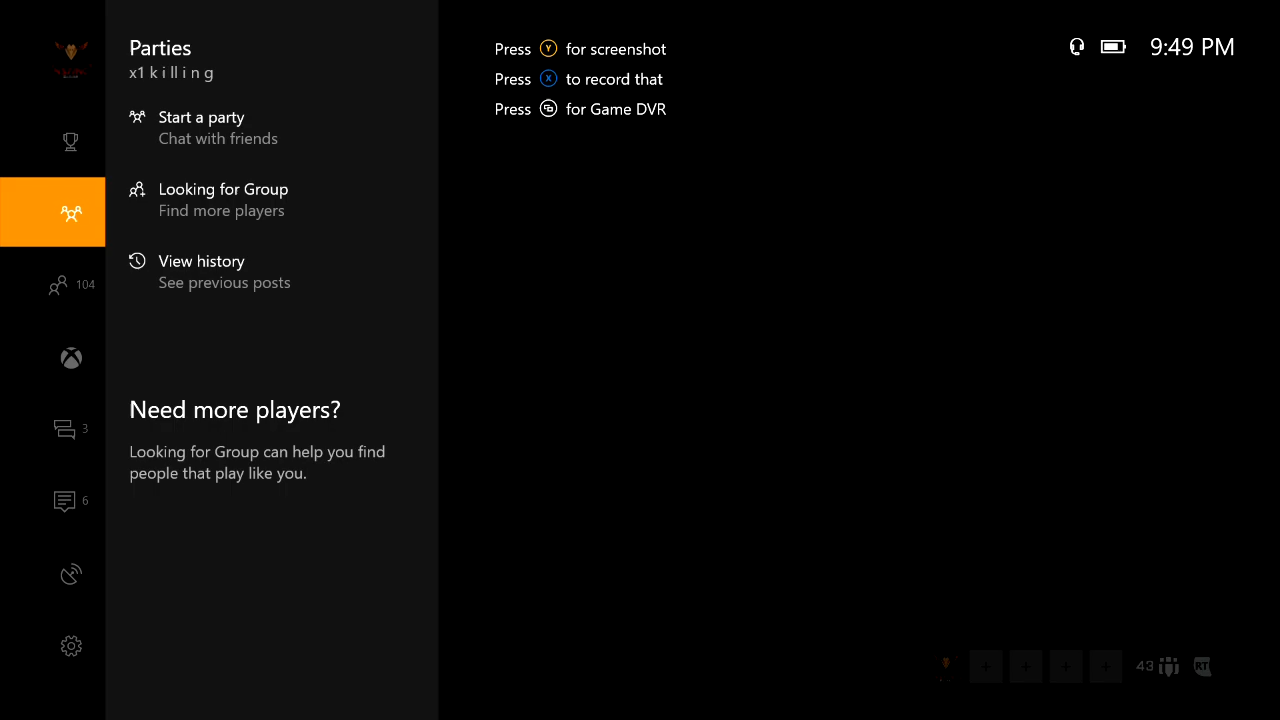 Parties
x1 k i ll i n g
Start a party
Chat with friends
Looking for Group
Find more players
View history
See previous posts
Need more players?
Looking for Group can help you find
people that play like you.
104
3
6
Press Y for screenshot
Press X to record that
Press for Game DVR
9:49 PM
43
RT